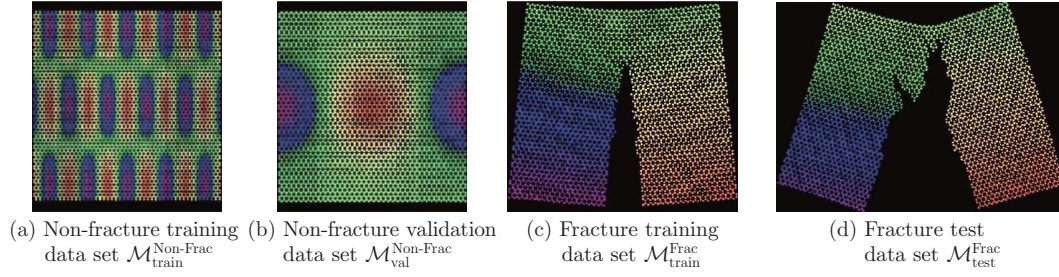 (a) Non-fracture training data set $\mathcal{M}_{\text{train}}^{\text{Non-Frac}}$
(b) Non-fracture validation data set $\mathcal{M}_{\text{val}}^{\text{Non-Frac}}$
(c) Fracture training data set $\mathcal{M}_{\text{train}}^{\text{Frac}}$
(d) Fracture test data set $\mathcal{M}_{\text{test}}^{\text{Frac}}$